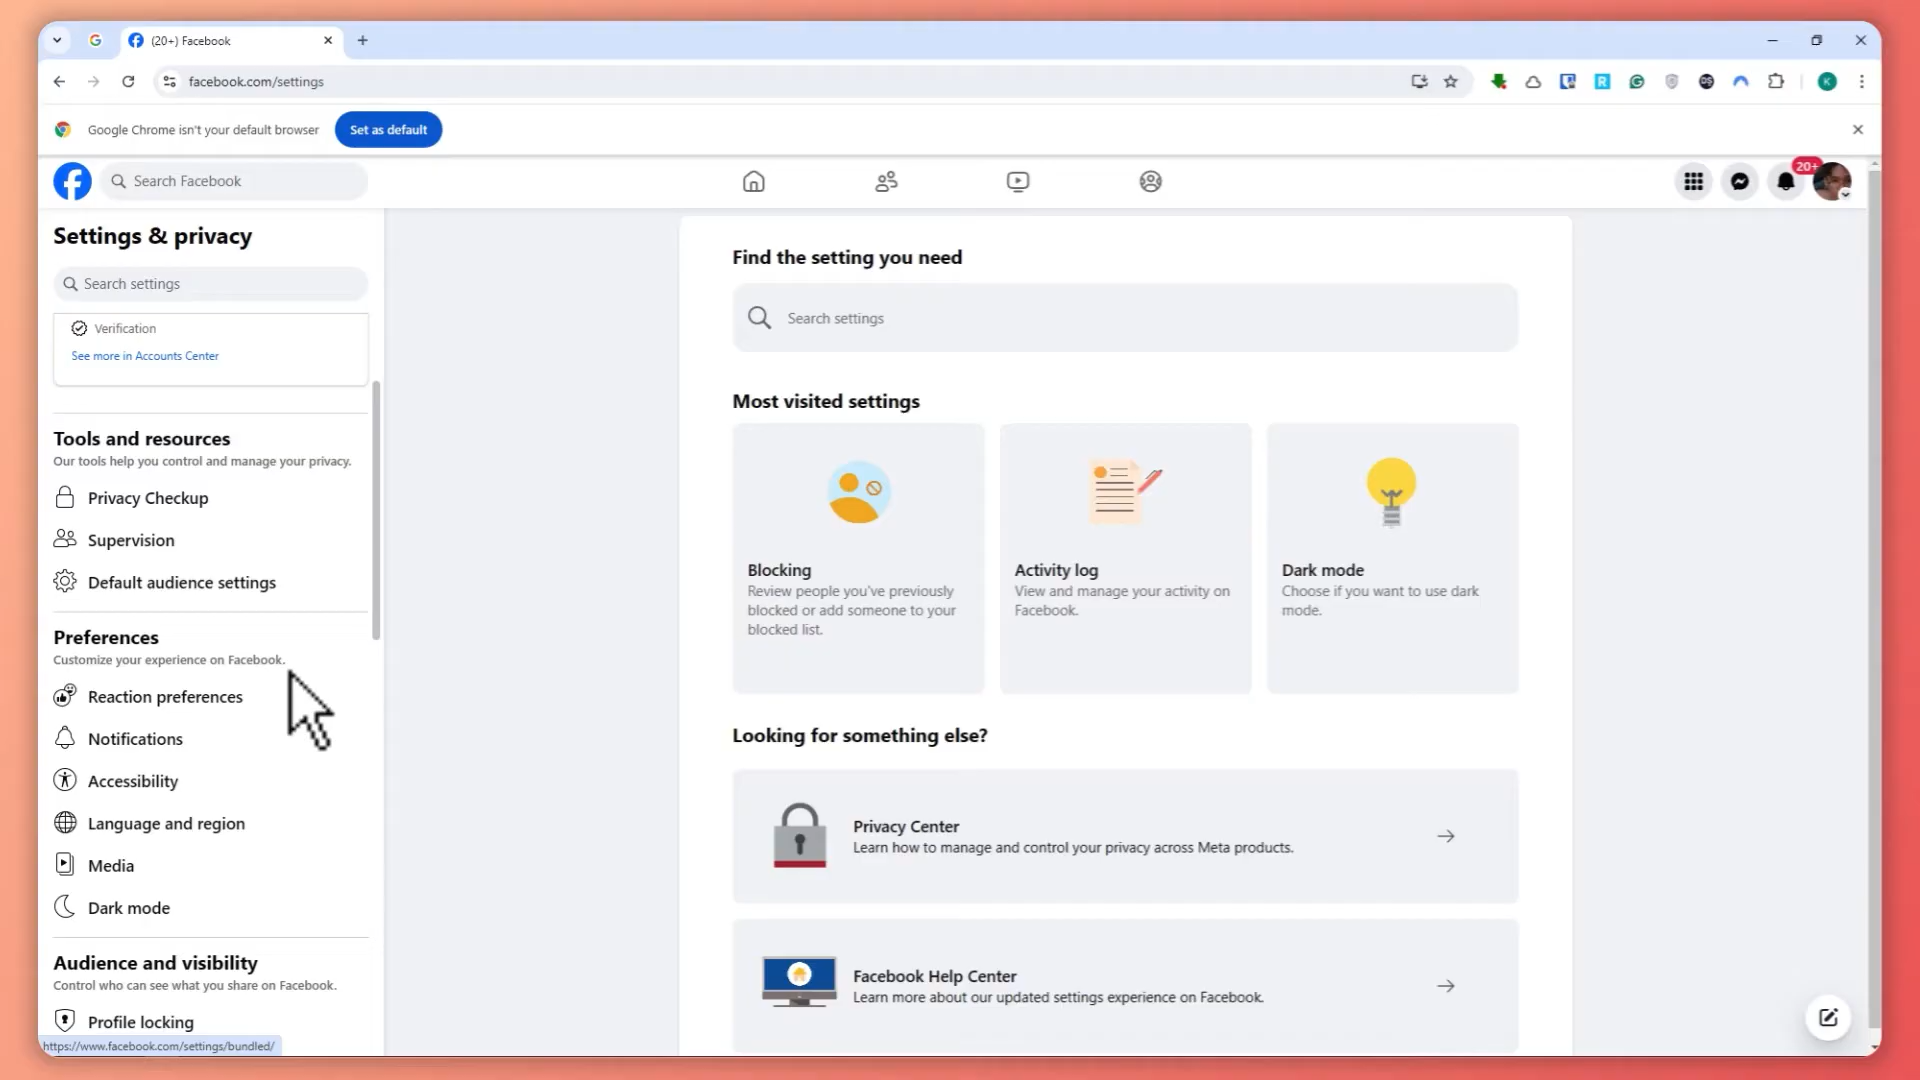 (20+) Facebook
facebook.com/settings
Google Chrome isn't your default browser
Set as default
Search Facebook
20+
K
Settings & privacy
Search settings
Verification
See more in Accounts Center
Tools and resources
Our tools help you control and manage your privacy.
Privacy Checkup
Supervision
Default audience settings
Preferences
Customize your experience on Facebook.
Reaction preferences
Notifications
Accessibility
Language and region
Media
Dark mode
Audience and visibility
Control who can see what you share on Facebook.
Profile locking
https://www.facebook.com/settings/bundled/
Find the setting you need
Search settings
Most visited settings
Blocking
Review people you've previously
blocked or add someone to your
blocked list.
Activity log
View and manage your activity on
Facebook.
Dark mode
Choose if you want to use dark
mode.
Looking for something else?
Privacy Center
Learn how to manage and control your privacy across Meta products.
Facebook Help Center
Learn more about our updated settings experience on Facebook.